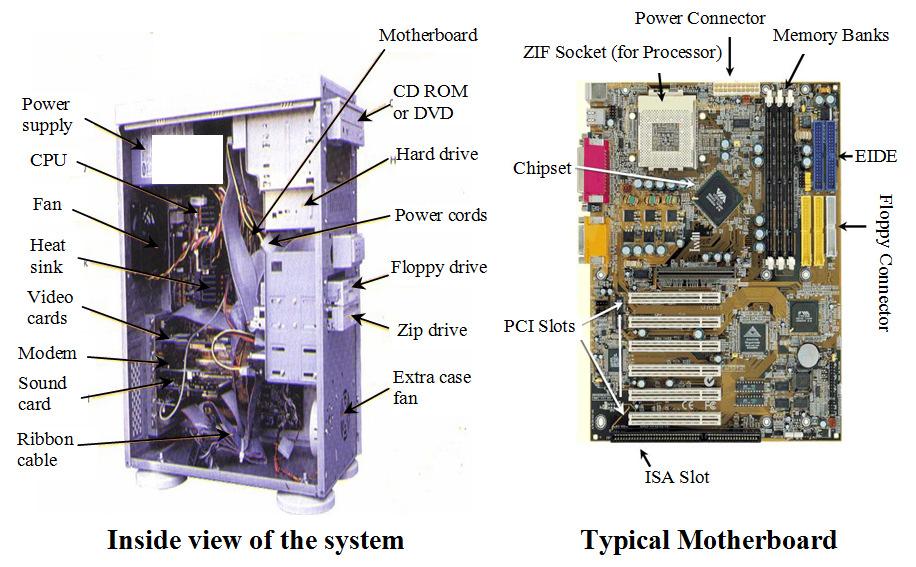 Motherboard
CD ROM
or DVD
Hard drive
Power cords
Floppy drive
Zip drive
Extra case
fan
Power
supply
CPU
Fan
Heat
sink
Video
cards
Modem
Sound
card
Ribbon
cable
Inside view of the system
Power Connector
ZIF Socket (for Processor)
Memory Banks
Chipset
EIDE
Floppy Connector
PCI Slots
ISA Slot
Typical Motherboard